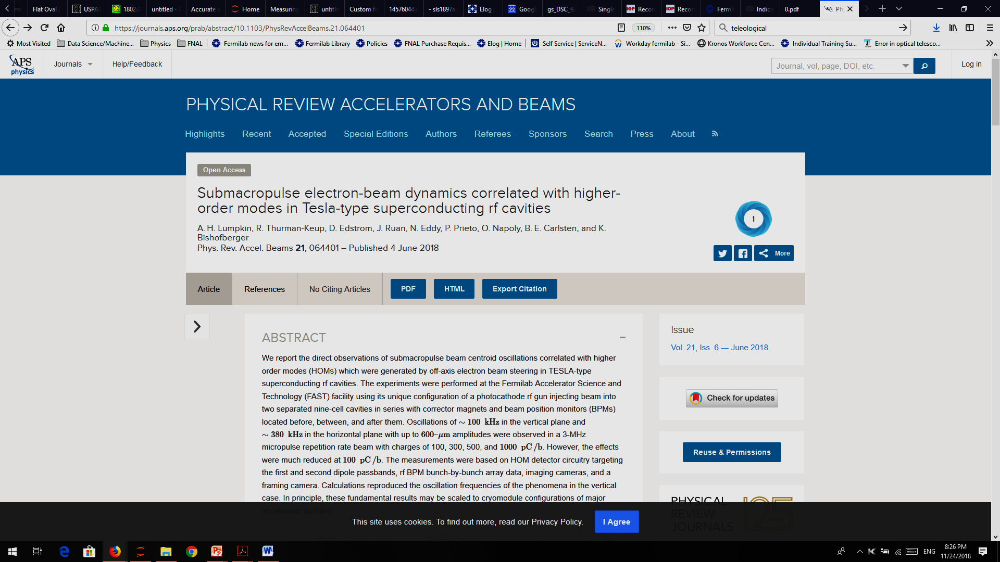 Flat Oval
USPAS
1802.0
untitled -
Accurate a
Home
Measuring
untitle
Custom fi
145760443
- sls1897a
Elog |
Googl
gs_DSC_92
Single
Recor
Recor
Fermil
Indico
0.pdf
Ph
https://journals.aps.org/prab/abstract/10.1103/PhysRevAccelBeams.21.064401
110%
teleological
Most Visited
Data Science/Machine...
Physics
FNAL
Fermilab news for em...
Fermilab Library
Policies
FNAL Purchase Requis...
Elog | Home
Self Service | ServiceN...
Workday fermilab - Si...
Kronos Workforce Cen...
Individual Training Su...
Error in optical telesco...
APS
physics
Journals
Help/Feedback
Journal, vol, page, DOI, etc.
Log in
PHYSICAL REVIEW ACCELERATORS AND BEAMS
Highlights
Recent
Accepted
Special Editions
Authors
Referees
Sponsors
Search
Press
About
Open Access
Submacropulse electron-beam dynamics correlated with higher-
order modes in Tesla-type superconducting rf cavities
A. H. Lumpkin, R. Thurman-Keup, D. Edstrom, J. Ruan, N. Eddy, P. Prieto, O. Napoly, B. E. Carlsten, and K.
Bishofberger
Phys. Rev. Accel. Beams 21, 064401 – Published 4 June 2018
1
More
Article
References
No Citing Articles
PDF
HTML
Export Citation
ABSTRACT
We report the direct observations of submacropulse beam centroid oscillations correlated with higher
order modes (HOMs) which were generated by off-axis electron beam steering in TESLA-type
superconducting rf cavities. The experiments were performed at the Fermilab Accelerator Science and
Technology (FAST) facility using its unique configuration of a photocathode rf gun injecting beam into
two separated nine-cell cavities in series with corrector magnets and beam position monitors (BPMs)
located before, between, and after them. Oscillations of ∼ 100 kHz in the vertical plane and
∼ 380 kHz in the horizontal plane with up to 600-μm amplitudes were observed in a 3-MHz
micropulse repetition rate beam with charges of 100, 300, 500, and 1000 pC/b. However, the effects
were much reduced at 100 pC/b. The measurements were based on HOM detector circuitry targeting
the first and second dipole passbands, rf BPM bunch-by-bunch array data, imaging cameras, and a
framing camera. Calculations reproduced the oscillation frequencies of the phenomena in the vertical
case. In principle, these fundamental results may be scaled to cryomodule configurations of major
accelerator facilities.
Issue
Vol. 21, Iss. 6 — June 2018
Check for updates
Reuse & Permissions
PHYSICAL
REVIEW
JOURNALS
125
This site uses cookies. To find out more, read our Privacy Policy.
I Agree
ENG
8:26 PM
11/24/2018